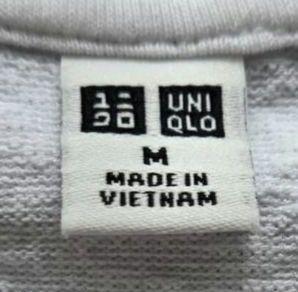 ユニ UNI
クロ QLO
M
MADE IN
VIETNAM